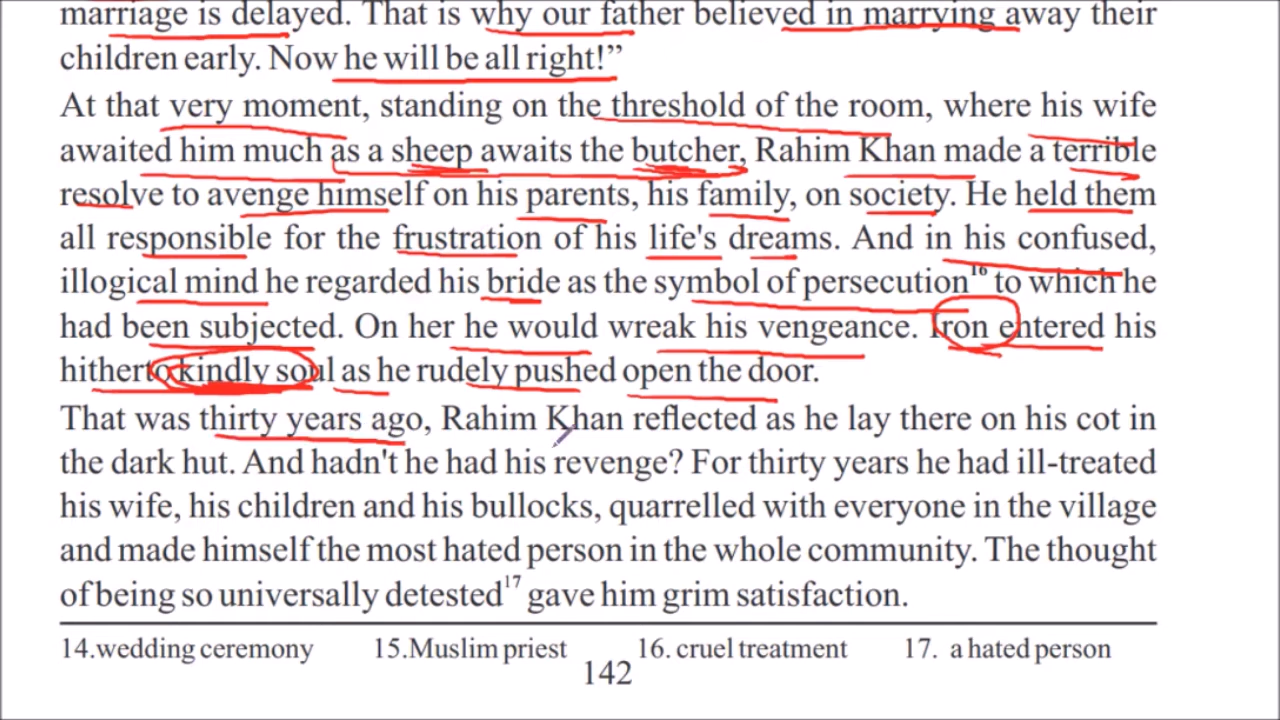 marriage is delayed. That is why our father believed in marrying away their
children early. Now he will be all right!”
At that very moment, standing on the threshold of the room, where his wife
awaited him much as a sheep awaits the butcher, Rahim Khan made a terrible
resolve to avenge himself on his parents, his family, on society. He held them
all responsible for the frustration of his life's dreams. And in his confused,
illogical mind he regarded his bride as the symbol of persecution16 to which he
had been subjected. On her he would wreak his vengeance. Iron entered his
hitherto kindly soul as he rudely pushed open the door.
That was thirty years ago, Rahim Khan reflected as he lay there on his cot in
the dark hut. And hadn't he had his revenge? For thirty years he had ill-treated
his wife, his children and his bullocks, quarrelled with everyone in the village
and made himself the most hated person in the whole community. The thought
of being so universally detested17 gave him grim satisfaction.
14.wedding ceremony 15.Muslim priest 16. cruel treatment 17. a hated person
142